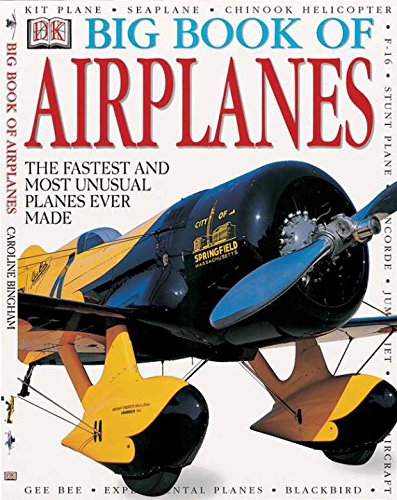 KIT PLANE • SEAPLANE • CHINOOK HELICOPTER •
DK
BIG BOOK OF
AIRPLANES
THE FASTEST AND
MOST UNUSUAL
PLANES EVER
MADE
CITY OF
SPRINGFIELD
MASSACHUSETTS
F-16 • STUNT PLANE
GEE BEE • BLACKBIRD •
BIG BOOK OF AIRPLANES
CAROLINE BINGHAM
DK